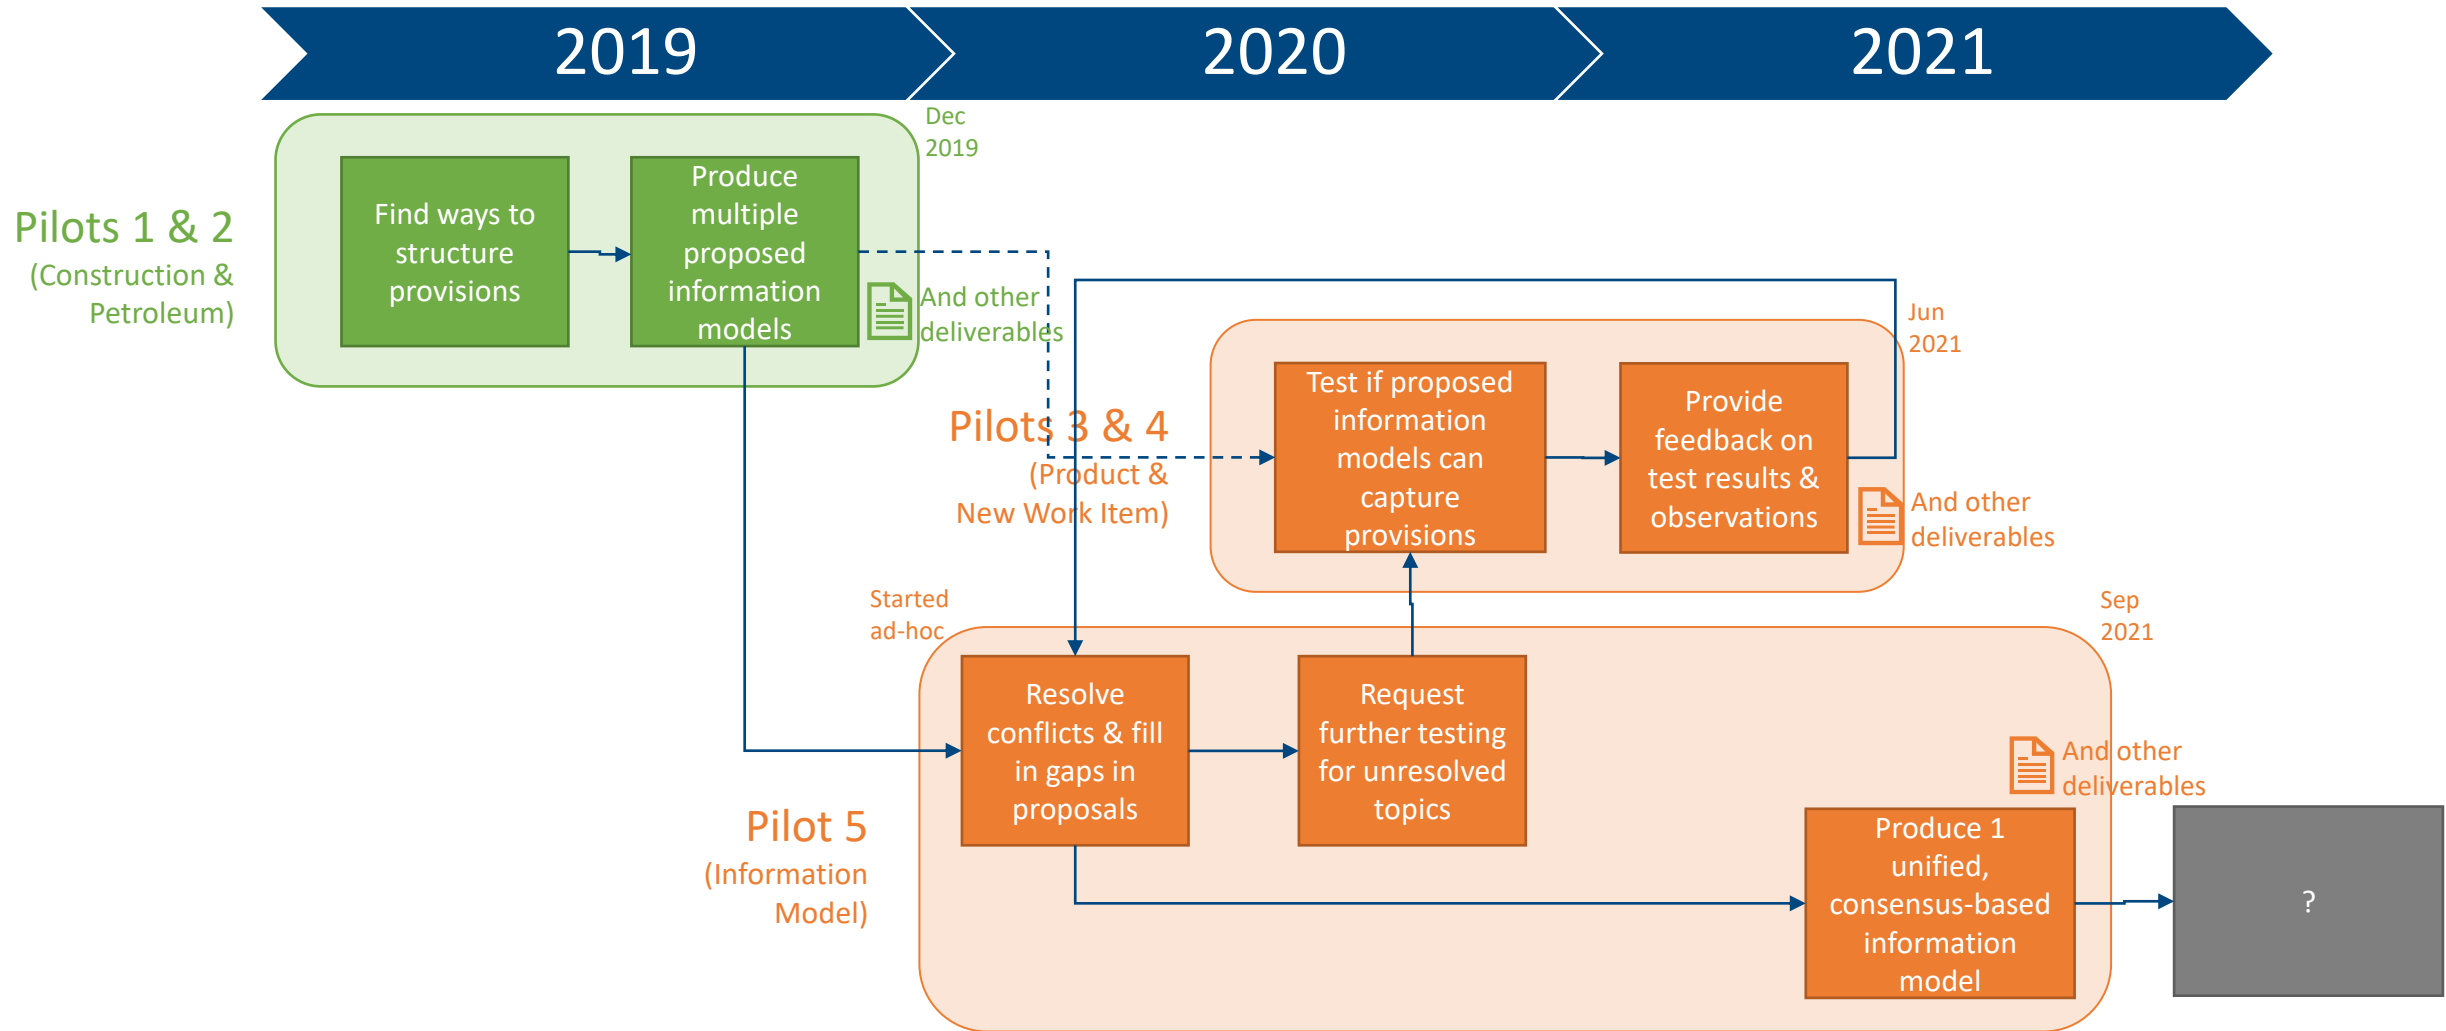 2019
2020
2021
Dec
2019
Pilots 1 & 2
(Construction &
Petroleum)
Find ways to
structure
provisions
Produce
multiple
proposed
information
models
And other
deliverables
Jun
2021
Pilots 3 & 4
(Product &
New Work Item)
Test if proposed
information
models can
capture
provisions
Provide
feedback on
test results &
observations
And other
deliverables
Started
ad-hoc
Sep
2021
Pilot 5
(Information
Model)
Resolve
conflicts & fill
in gaps in
proposals
Request
further testing
for unresolved
topics
And other
deliverables
Produce 1
unified,
consensus-based
information
model
?